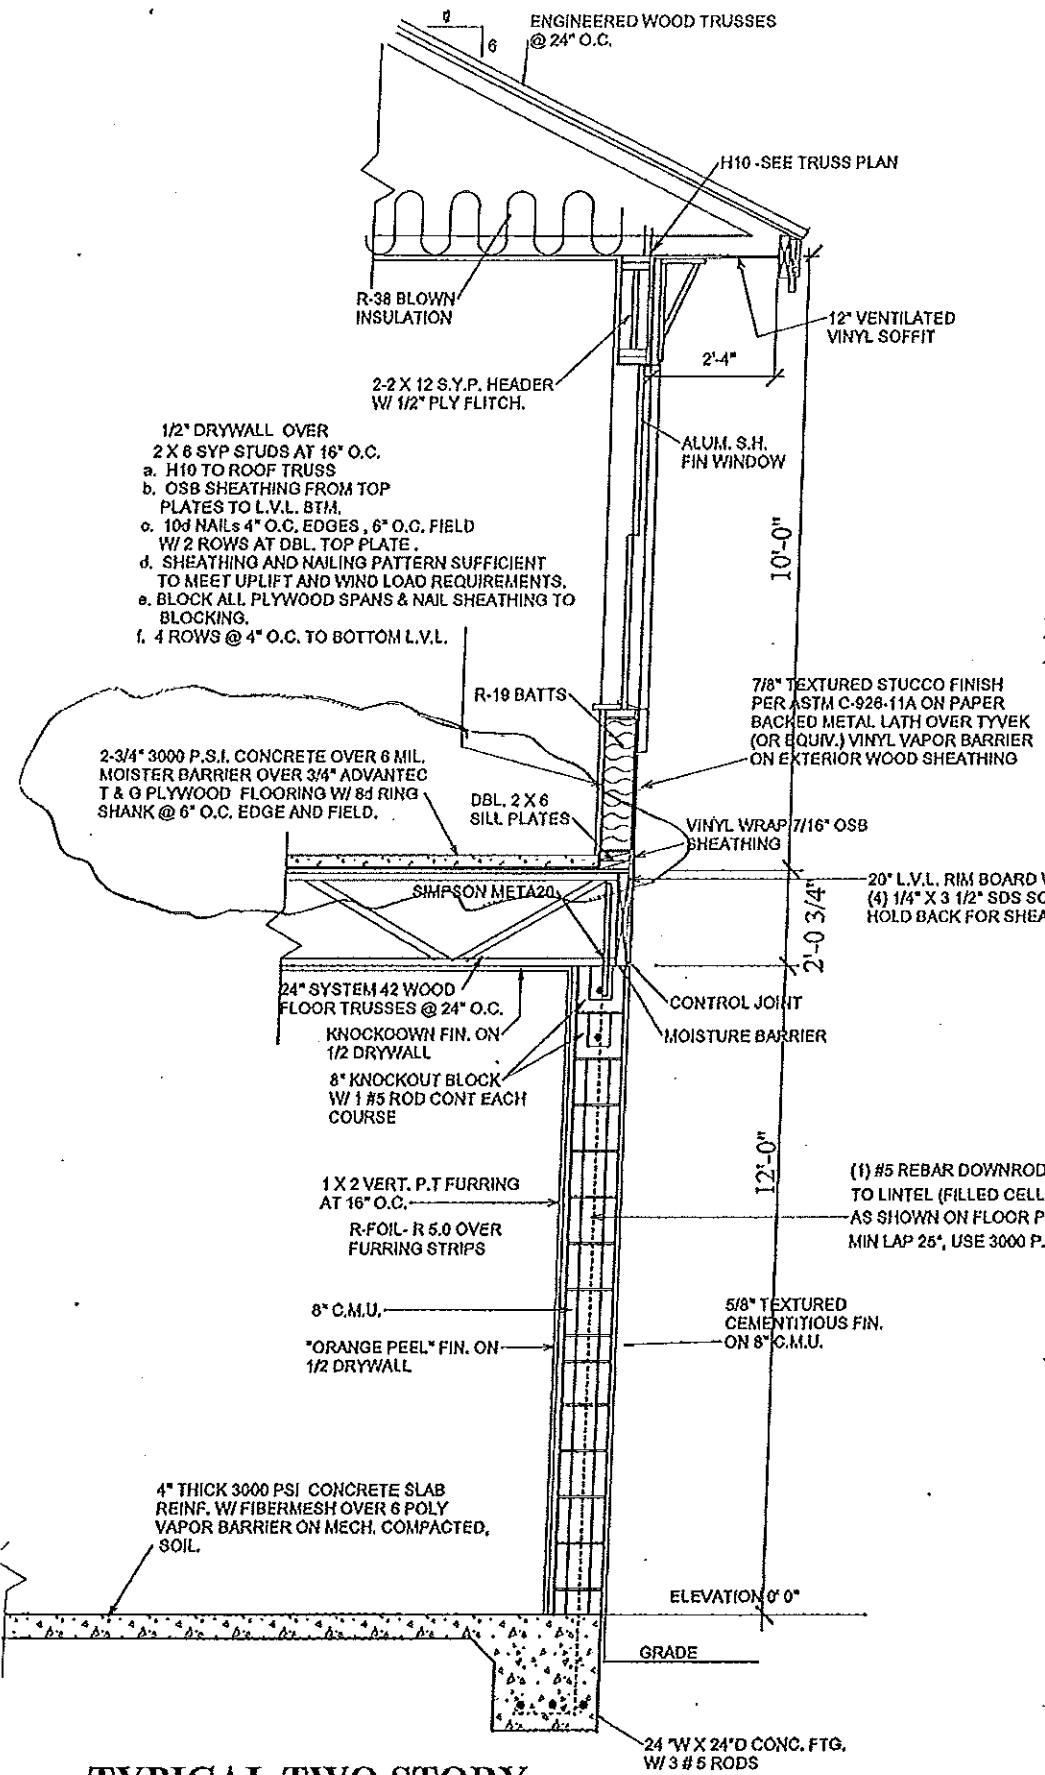 ENGINEERED WOOD TRUSSES
@ 24" O.C.
6
H10 -SEE TRUSS PLAN
R-38 BLOWN
INSULATION
12" VENTILATED
VINYL SOFFIT
2'-4"
2-2 X 12 S.Y.P. HEADER
W/ 1/2" PLY FLITCH.
1/2" DRYWALL OVER
2 X 6 SYP STUDS AT 16" O.C.
a. H10 TO ROOF TRUSS
b. OSB SHEATHING FROM TOP
PLATES TO L.V.L. BTM.
c. 10d NAILs 4" O.C. EDGES , 6" O.C. FIELD
W/ 2 ROWS AT DBL. TOP PLATE .
d. SHEATHING AND NAILING PATTERN SUFFICIENT
TO MEET UPLIFT AND WIND LOAD REQUIREMENTS.
e. BLOCK ALL PLYWOOD SPANS & NAIL SHEATHING TO
BLOCKING.
f. 4 ROWS @ 4" O.C. TO BOTTOM L.V.L.
ALUM. S.H.
FIN WINDOW
10'-0"
R-19 BATTS
7/8" TEXTURED STUCCO FINISH
PER ASTM C-926-11A ON PAPER
BACKED METAL LATH OVER TYVEK
(OR EQUIV.) VINYL VAPOR BARRIER
ON EXTERIOR WOOD SHEATHING
2-3/4" 3000 P.S.I. CONCRETE OVER 6 MIL.
MOISTER BARRIER OVER 3/4" ADVANTEC
T & G PLYWOOD FLOORING W/ 8d RING
SHANK @ 6" O.C. EDGE AND FIELD.
DBL. 2 X 6
SILL PLATES
VINYL WRAP 7/16" OSB
SHEATHING
SIMPSON META20
20" L.V.L. RIM BOARD
(4) 1/4" X 3 1/2" SDS
HOLD BACK FOR
2'-0 3/4"
24" SYSTEM 42 WOOD
FLOOR TRUSSES @ 24" O.C.
CONTROL JOINT
KNOCKDOWN FIN. ON
1/2 DRYWALL
MOISTURE BARRIER
8" KNOCKOUT BLOCK
W/ 1 #5 ROD CONT EACH
COURSE
12'-0"
1 X 2 VERT. P.T FURRING
AT 16" O.C.
(1) #5 REBAR DOWNROD
TO LINTEL (FILLED CELL
AS SHOWN ON FLOOR P
MIN LAP 25", USE 3000 P.
R-FOIL- R 5.0 OVER
FURRING STRIPS
8" C.M.U.
5/8" TEXTURED
CEMENTITIOUS FIN.
ON 8" C.M.U.
"ORANGE PEEL" FIN. ON
1/2 DRYWALL
4" THICK 3000 PSI CONCRETE SLAB
REINF. W/ FIBERMESH OVER 6 POLY
VAPOR BARRIER ON MECH. COMPACTED.
SOIL.
ELEVATION 0' 0"
GRADE
24 "W X 24"D CONC. FTG.
W/ 3 # 5 RODS
TYPICAL TWO STORY